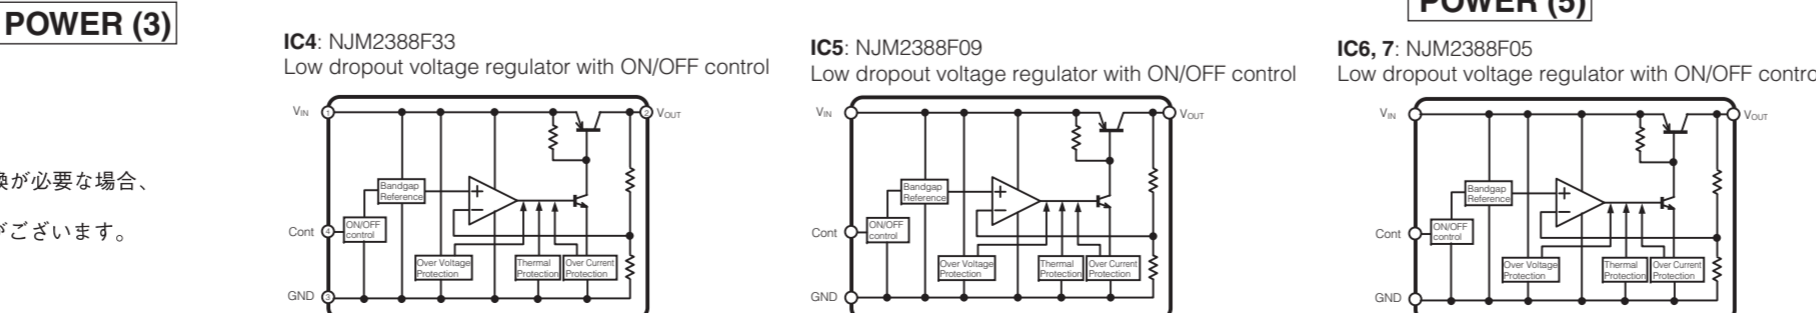 POWER (3)
換が必要な場合、
がございます。
IC4: NJM2388F33
Low dropout voltage regulator with ON/OFF control
VIN
1
2
VOUT
Bandgap
Reference
+
−
Cont
4
ON/OFF
control
Over Voltage
Protection
Thermal
Protection
Over Current
Protection
GND
3
IC5: NJM2388F09
Low dropout voltage regulator with ON/OFF control
VIN
VOUT
Bandgap
Reference
+
−
Cont
ON/OFF
control
Over Voltage
Protection
Thermal
Protection
Over Current
Protection
GND
POWER (5)
IC6, 7: NJM2388F05
Low dropout voltage regulator with ON/OFF contro
VIN
VOUT
Bandgap
Reference
+
−
Cont
ON/OFF
control
Over Voltage
Protection
Thermal
Protection
Over Current
Protection
GND